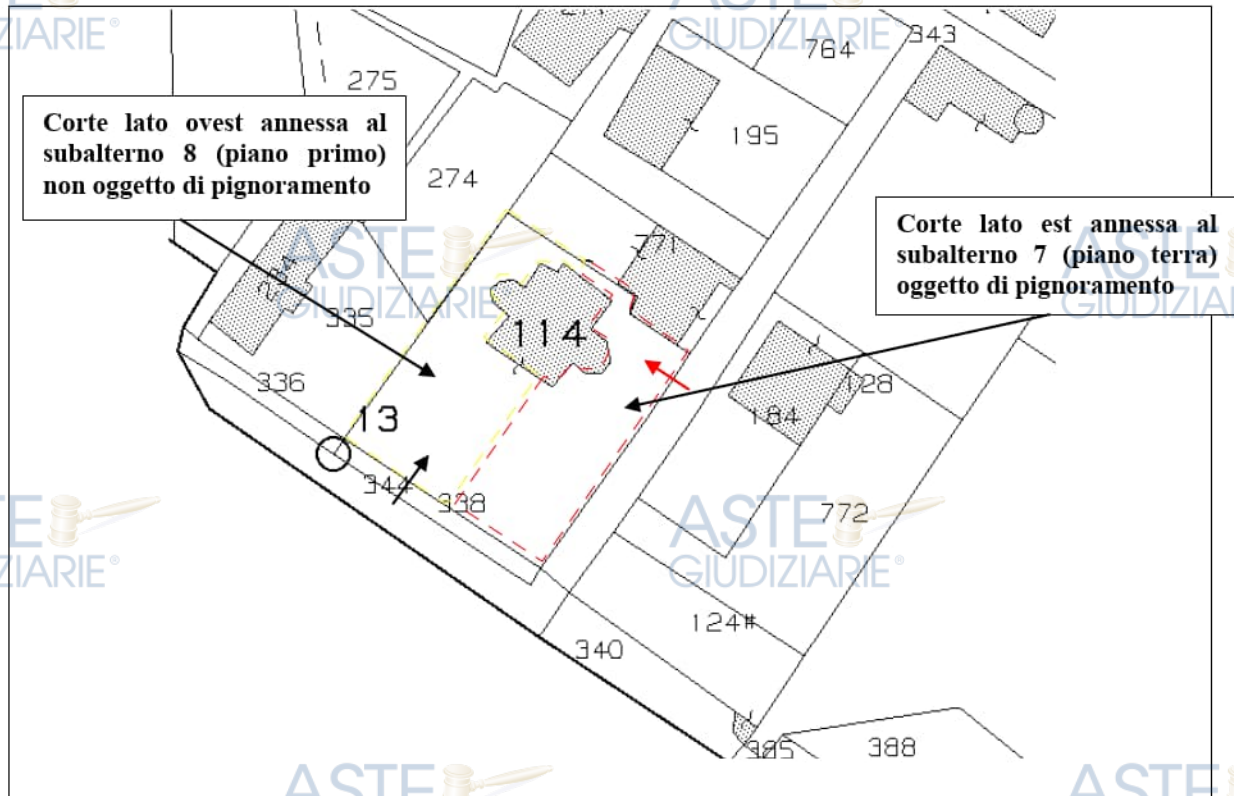 ASTE
GIUDIZIARIE®
275
764
343
Corte lato ovest annessa al
subalterno 8 (piano primo)
non oggetto di pignoramento
195
274
Corte lato est annessa al
subalterno 7 (piano terra)
oggetto di pignoramento
771
ASTE
GIUDIZIARIE
335
114
336
128
184
13
344
338
ASTE
GIUDIZIARIE®
772
124#
340
385
388
ASTE
ASTE